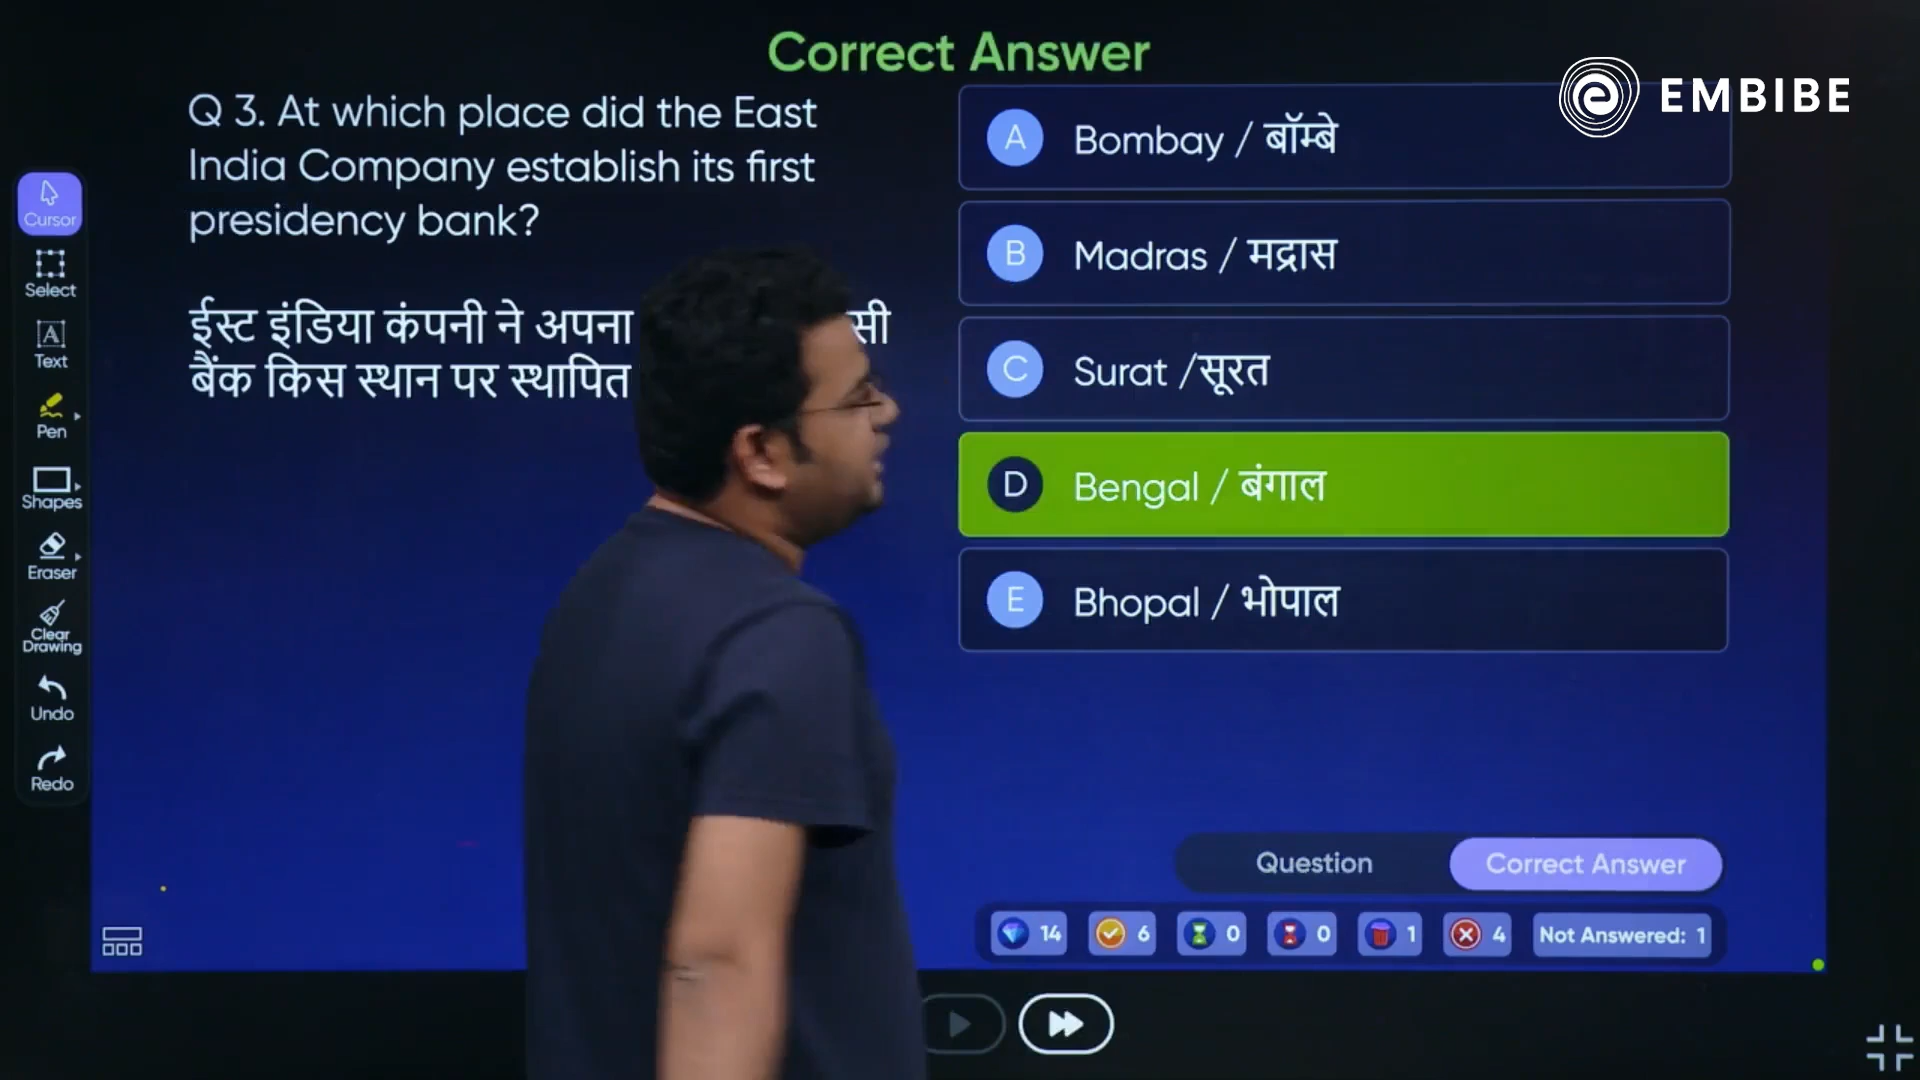 Correct Answer
EMBIBE
Q 3. At which place did the East
India Company establish its first
presidency bank?
ईस्ट इंडिया कंपनी ने अपना सी
बैंक किस स्थान पर स्थापित
A Bombay / बॉम्बे
B Madras / मद्रास
C Surat /सूरत
D Bengal / बंगाल
E Bhopal / भोपाल
Cursor
Select
Text
Pen
Shapes
Eraser
Clear
Drawing
Undo
Redo
Question
Correct Answer
14 6 0 0 1 4 Not Answered: 1